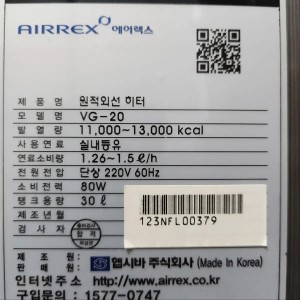 AIRREX 에어렉스
제품명 원적외선 히터
모델명 VG-20
발열량 11,000~13,000 kcal
사용연료 실내등유
연료소비량 1.26~1.5ℓ/h
전원전압 단상 220V 60Hz
소비전력 80W
탱크용량 30ℓ
제조년월
검사자 합격
123NFL00379
제조원
판매원 헵시바 주식회사 (Made in Korea)
인터넷주소 http://www.airrex.co.kr
구입문의 1577-0747